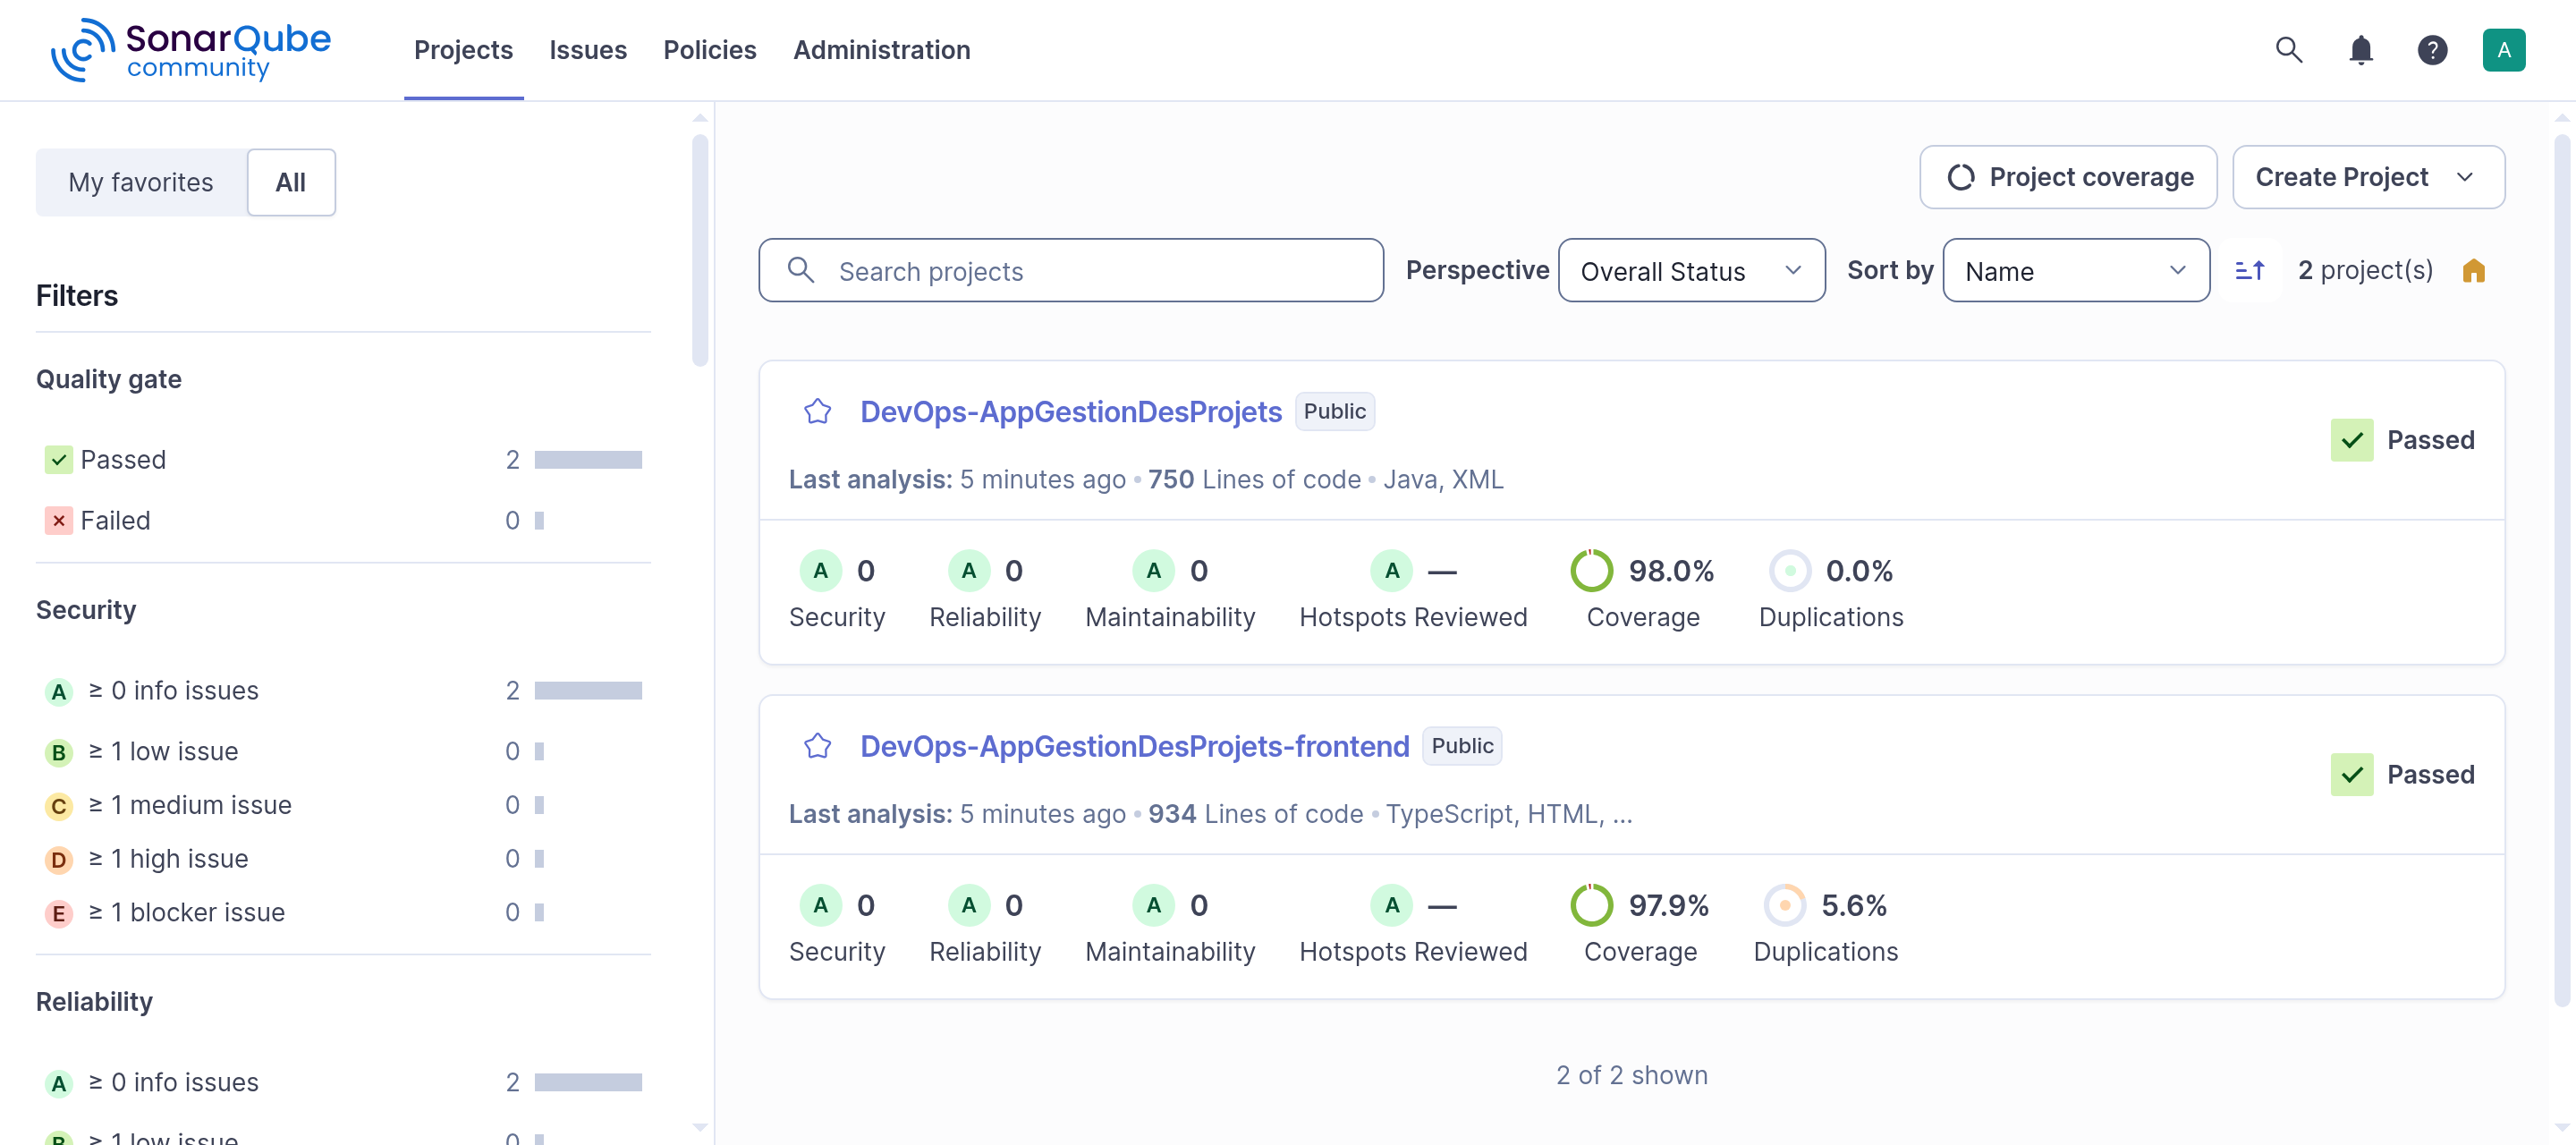 SonarQube community
Projects Issues Policies Administration
A
My favorites All
Filters
Quality gate
Passed 2
Failed 0
Security
A ≥ 0 info issues 2
B ≥ 1 low issue 0
C ≥ 1 medium issue 0
D ≥ 1 high issue 0
E ≥ 1 blocker issue 0
Reliability
A ≥ 0 info issues 2
B ≥ 1 low issue 0
Project coverage Create Project
Search projects Perspective Overall Status Sort by Name 2 project(s)
DevOps-AppGestionDesProjets Public
Passed
Last analysis: 5 minutes ago • 750 Lines of code • Java, XML
A 0 A 0 A 0 A — 98.0% 0.0%
Security Reliability Maintainability Hotspots Reviewed Coverage Duplications
DevOps-AppGestionDesProjets-frontend Public
Passed
Last analysis: 5 minutes ago • 934 Lines of code • TypeScript, HTML, ...
A 0 A 0 A 0 A — 97.9% 5.6%
Security Reliability Maintainability Hotspots Reviewed Coverage Duplications
2 of 2 shown